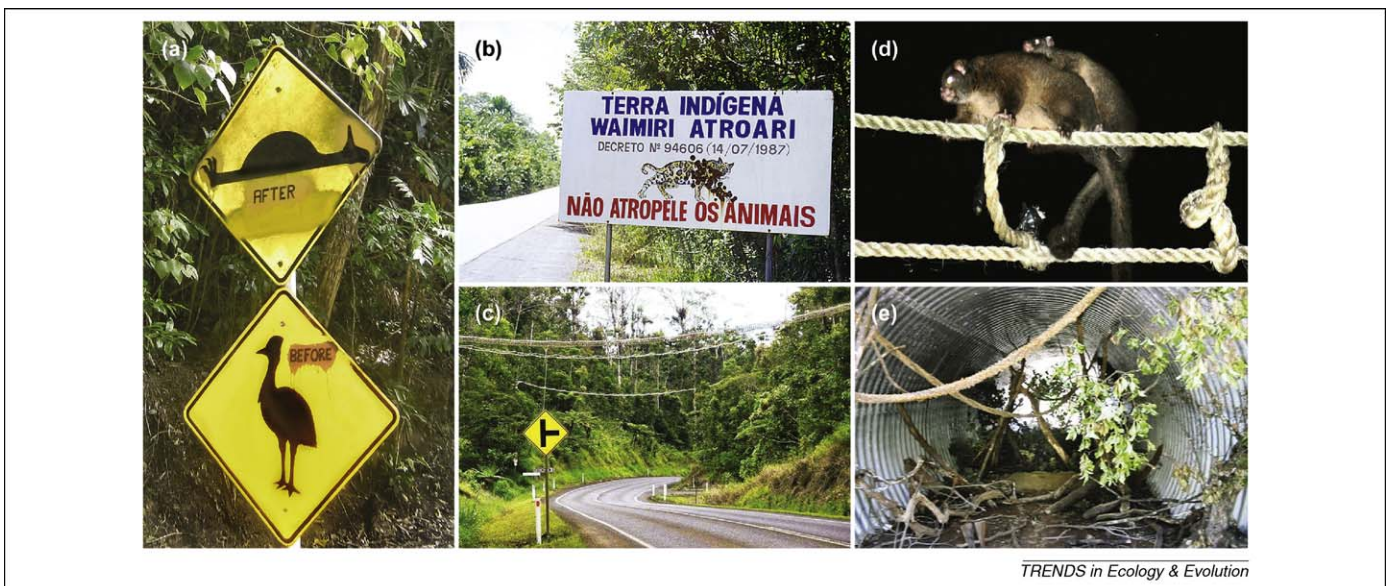 (a)
AFTER
BEFORE
(b)
TERRA INDÍGENA
WAIMIRI ATROARI
DECRETO Nº 94606 (14/07/1987)
NÃO ATROPELE OS ANIMAIS
(c)
(d)
(e)
TRENDS in Ecology & Evolution